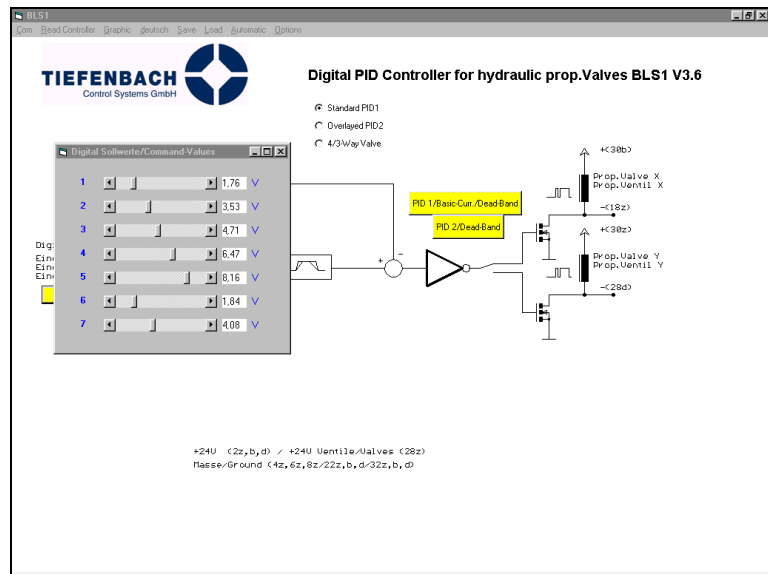 BLS1
Com Read Controller Graphic deutsch Save Load Automatic Options
TIEFENBACH
Control Systems GmbH
Digital PID Controller for hydraulic prop.Valves BLS1 V3.6
Standard PID1
Overlayed PID2
4/3-Way Valve
Digital Sollwerte/Command-Values
1 1,76 V
2 3,53 V
3 4,71 V
4 6,47 V
5 8,16 V
6 1,84 V
7 4,08 V
Dig
Ein
Ein
Ein
+
-
PID 1/Basic-Curr./Dead-Band
PID 2/Dead-Band
+(30b)
Prop.Valve X
Prop.Ventil X
-(18z)
+(30z)
Prop.Valve Y
Prop.Ventil Y
-(28d)
+24V (2z,b,d) / +24V Ventile/Valves (28z)
Masse/Ground (4z,6z,8z/22z,b,d/32z,b,d)